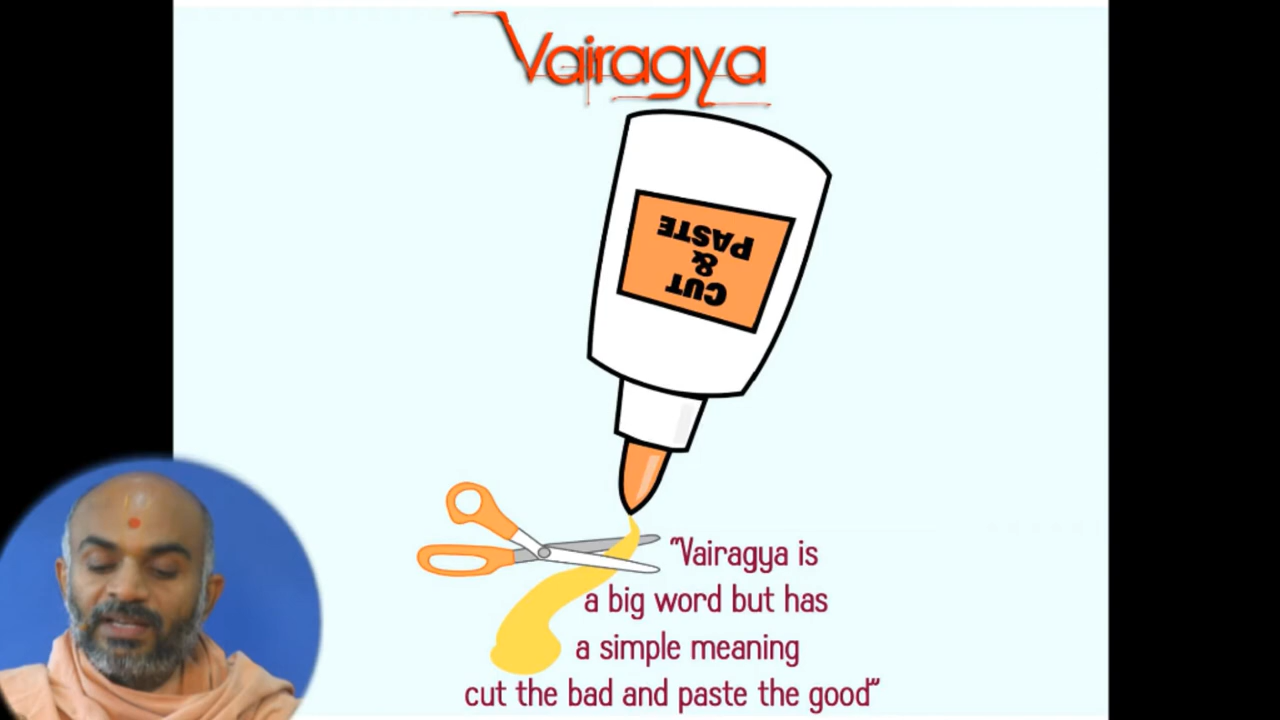 Vairagya
CUT
&
PASTE
"Vairagya is
a big word but has
a simple meaning
cut the bad and paste the good"